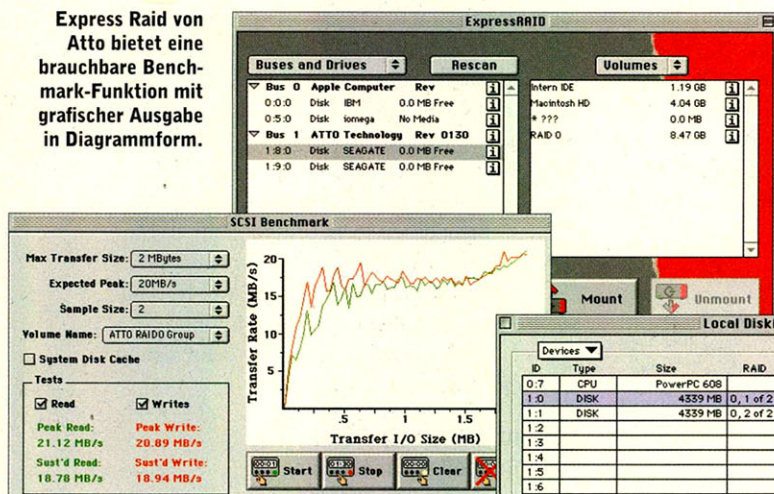 Express Raid von
Atto bietet eine
brauchbare Bench-
mark-Funktion mit
grafischer Ausgabe
in Diagrammform.
ExpressRAID
Buses and Drives
Rescan
Volumes
Bus 0 Apple Computer Rev
0:0:0 Disk IBM 0.0 MB Free
0:5:0 Disk iomega No Media
Bus 1 ATTO Technology Rev 0130
1:8:0 Disk SEAGATE 0.0 MB Free
1:9:0 Disk SEAGATE 0.0 MB Free
Intern IDE 1.19 GB
Macintosh HD 4.04 GB
* ??? 0.0 MB
RAID 0 8.47 GB
Mount
Unmount
SCSI Benchmark
Max Transfer Size: 2 MBytes
Expected Peak: 20MB/s
Sample Size: 2
Volume Name: ATTO RAID0 Group
System Disk Cache
Tests
Read Writes
Peak Read: Peak Write:
21.12 MB/s 20.89 MB/s
Sust'd Read: Sust'd Write:
18.78 MB/s 18.94 MB/s
Transfer Rate (MB/s)
20
15
10
5
.5 1 1.5
Transfer I/O Size (MB)
00:01 Start
01:30 Stop
00:00 Clear
Local Disk
Devices
ID Type Size RAID
0:7 CPU PowerPC 608
1:0 DISK 4339 MB 0, 1 of 2
1:1 DISK 4339 MB 0, 2 of 2
1:2
1:3
1:4
1:5
1:6